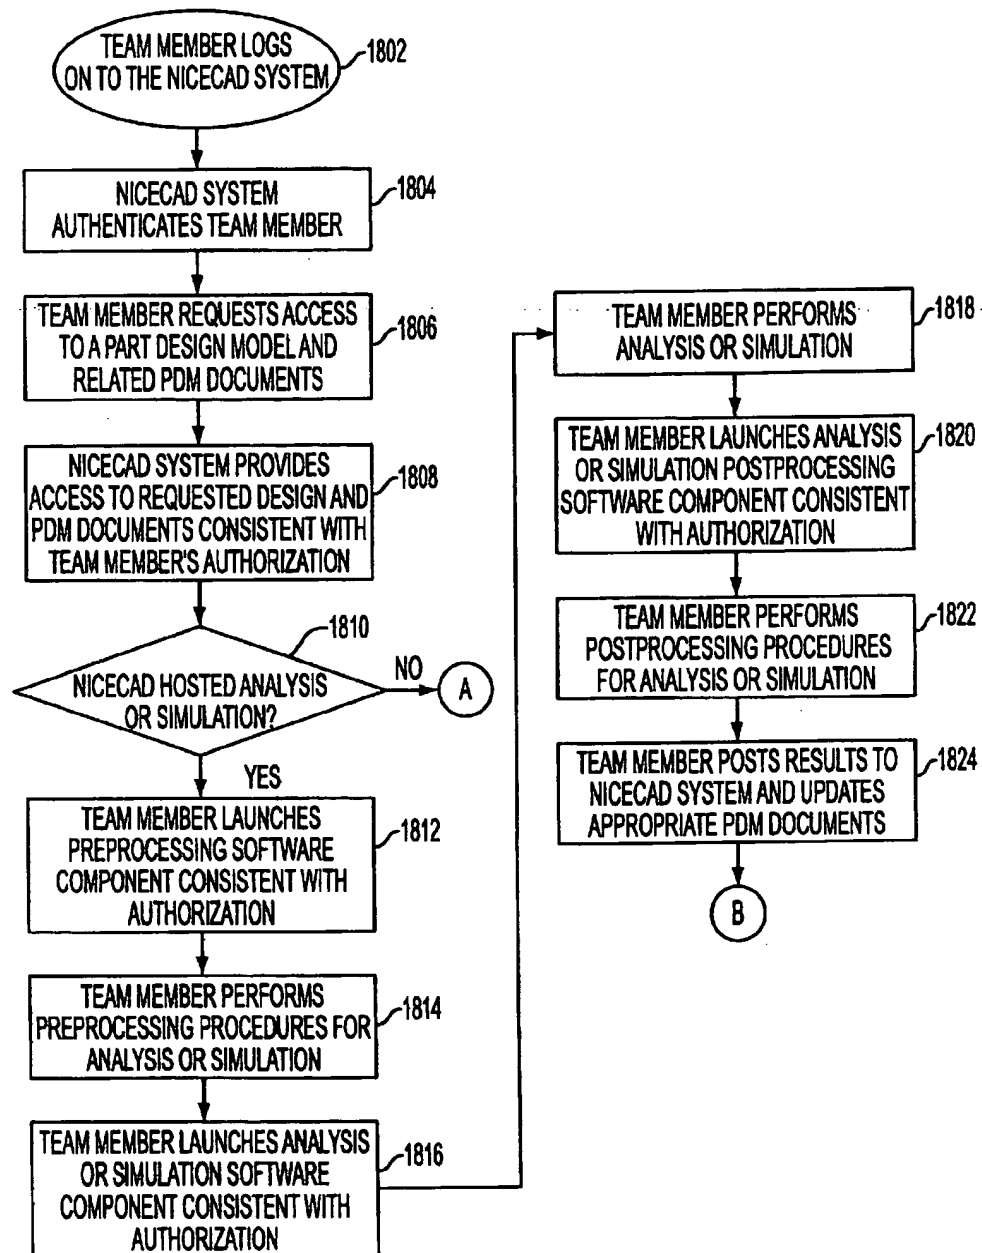 TEAM MEMBER LOGS
ON TO THE NICECAD SYSTEM
1802
NICECAD SYSTEM
AUTHENTICATES TEAM MEMBER
1804
TEAM MEMBER REQUESTS ACCESS
TO A PART DESIGN MODEL AND
RELATED PDM DOCUMENTS
1806
NICECAD SYSTEM PROVIDES
ACCESS TO REQUESTED DESIGN AND
PDM DOCUMENTS CONSISTENT WITH
TEAM MEMBER'S AUTHORIZATION
1808
1810
NICECAD HOSTED ANALYSIS
OR SIMULATION?
NO
A
YES
TEAM MEMBER LAUNCHES
PREPROCESSING SOFTWARE
COMPONENT CONSISTENT WITH
AUTHORIZATION
1812
TEAM MEMBER PERFORMS
PREPROCESSING PROCEDURES FOR
ANALYSIS OR SIMULATION
1814
TEAM MEMBER LAUNCHES ANALYSIS
OR SIMULATION SOFTWARE
COMPONENT CONSISTENT WITH
AUTHORIZATION
1816
TEAM MEMBER PERFORMS
ANALYSIS OR SIMULATION
1818
TEAM MEMBER LAUNCHES ANALYSIS
OR SIMULATION POSTPROCESSING
SOFTWARE COMPONENT CONSISTENT
WITH AUTHORIZATION
1820
TEAM MEMBER PERFORMS
POSTPROCESSING PROCEDURES
FOR ANALYSIS OR SIMULATION
1822
TEAM MEMBER POSTS RESULTS TO
NICECAD SYSTEM AND UPDATES
APPROPRIATE PDM DOCUMENTS
1824
B